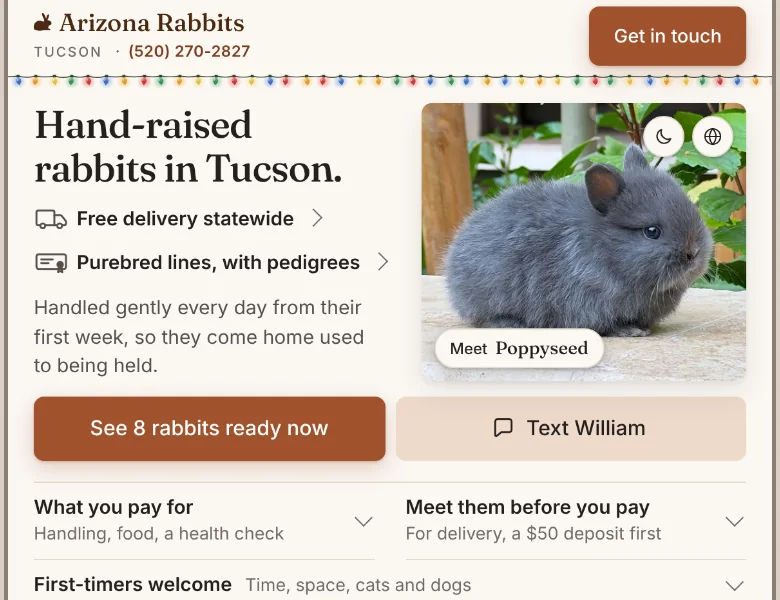 Arizona Rabbits
TUCSON · (520) 270-2827
Get in touch
Hand-raised
rabbits in Tucson.
Free delivery statewide
Purebred lines, with pedigrees
Handled gently every day from their
first week, so they come home used
to being held.
Meet Poppyseed
See 8 rabbits ready now
Text William
What you pay for
Handling, food, a health check
Meet them before you pay
For delivery, a $50 deposit first
First-timers welcome Time, space, cats and dogs